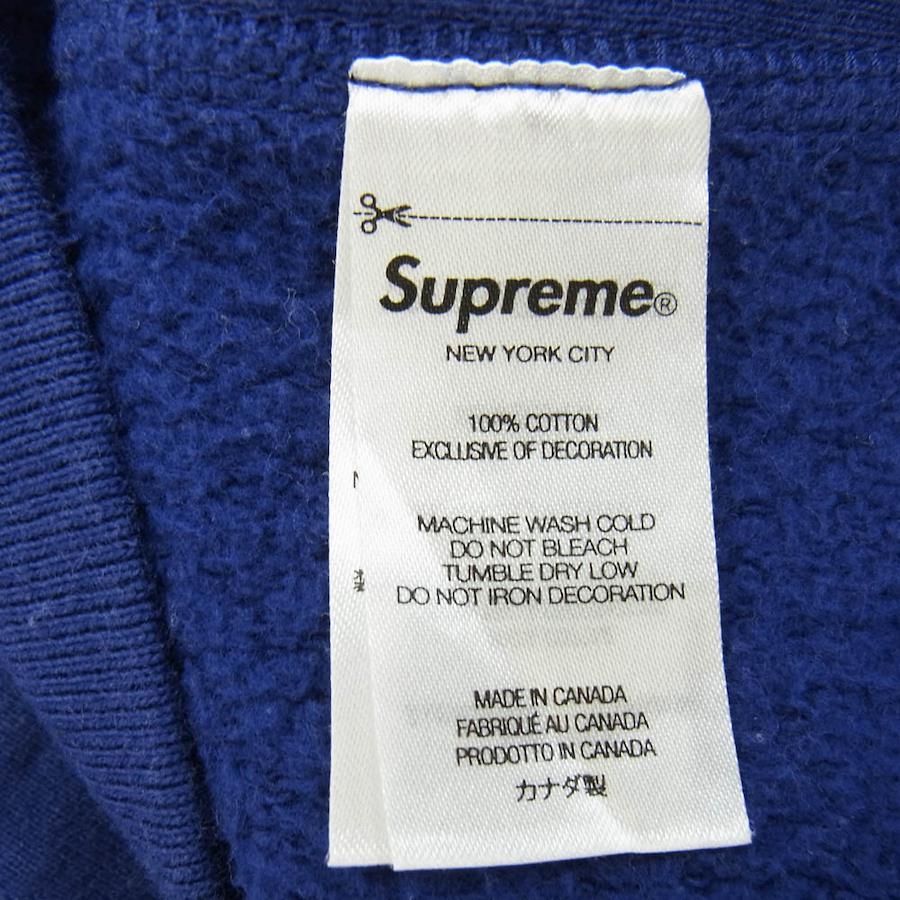 Supreme®
NEW YORK CITY
100% COTTON
EXCLUSIVE OF DECORATION
MACHINE WASH COLD
DO NOT BLEACH
TUMBLE DRY LOW
DO NOT IRON DECORATION
MADE IN CANADA
FABRIQUÉ AU CANADA
PRODOTTO IN CANADA
カナダ製